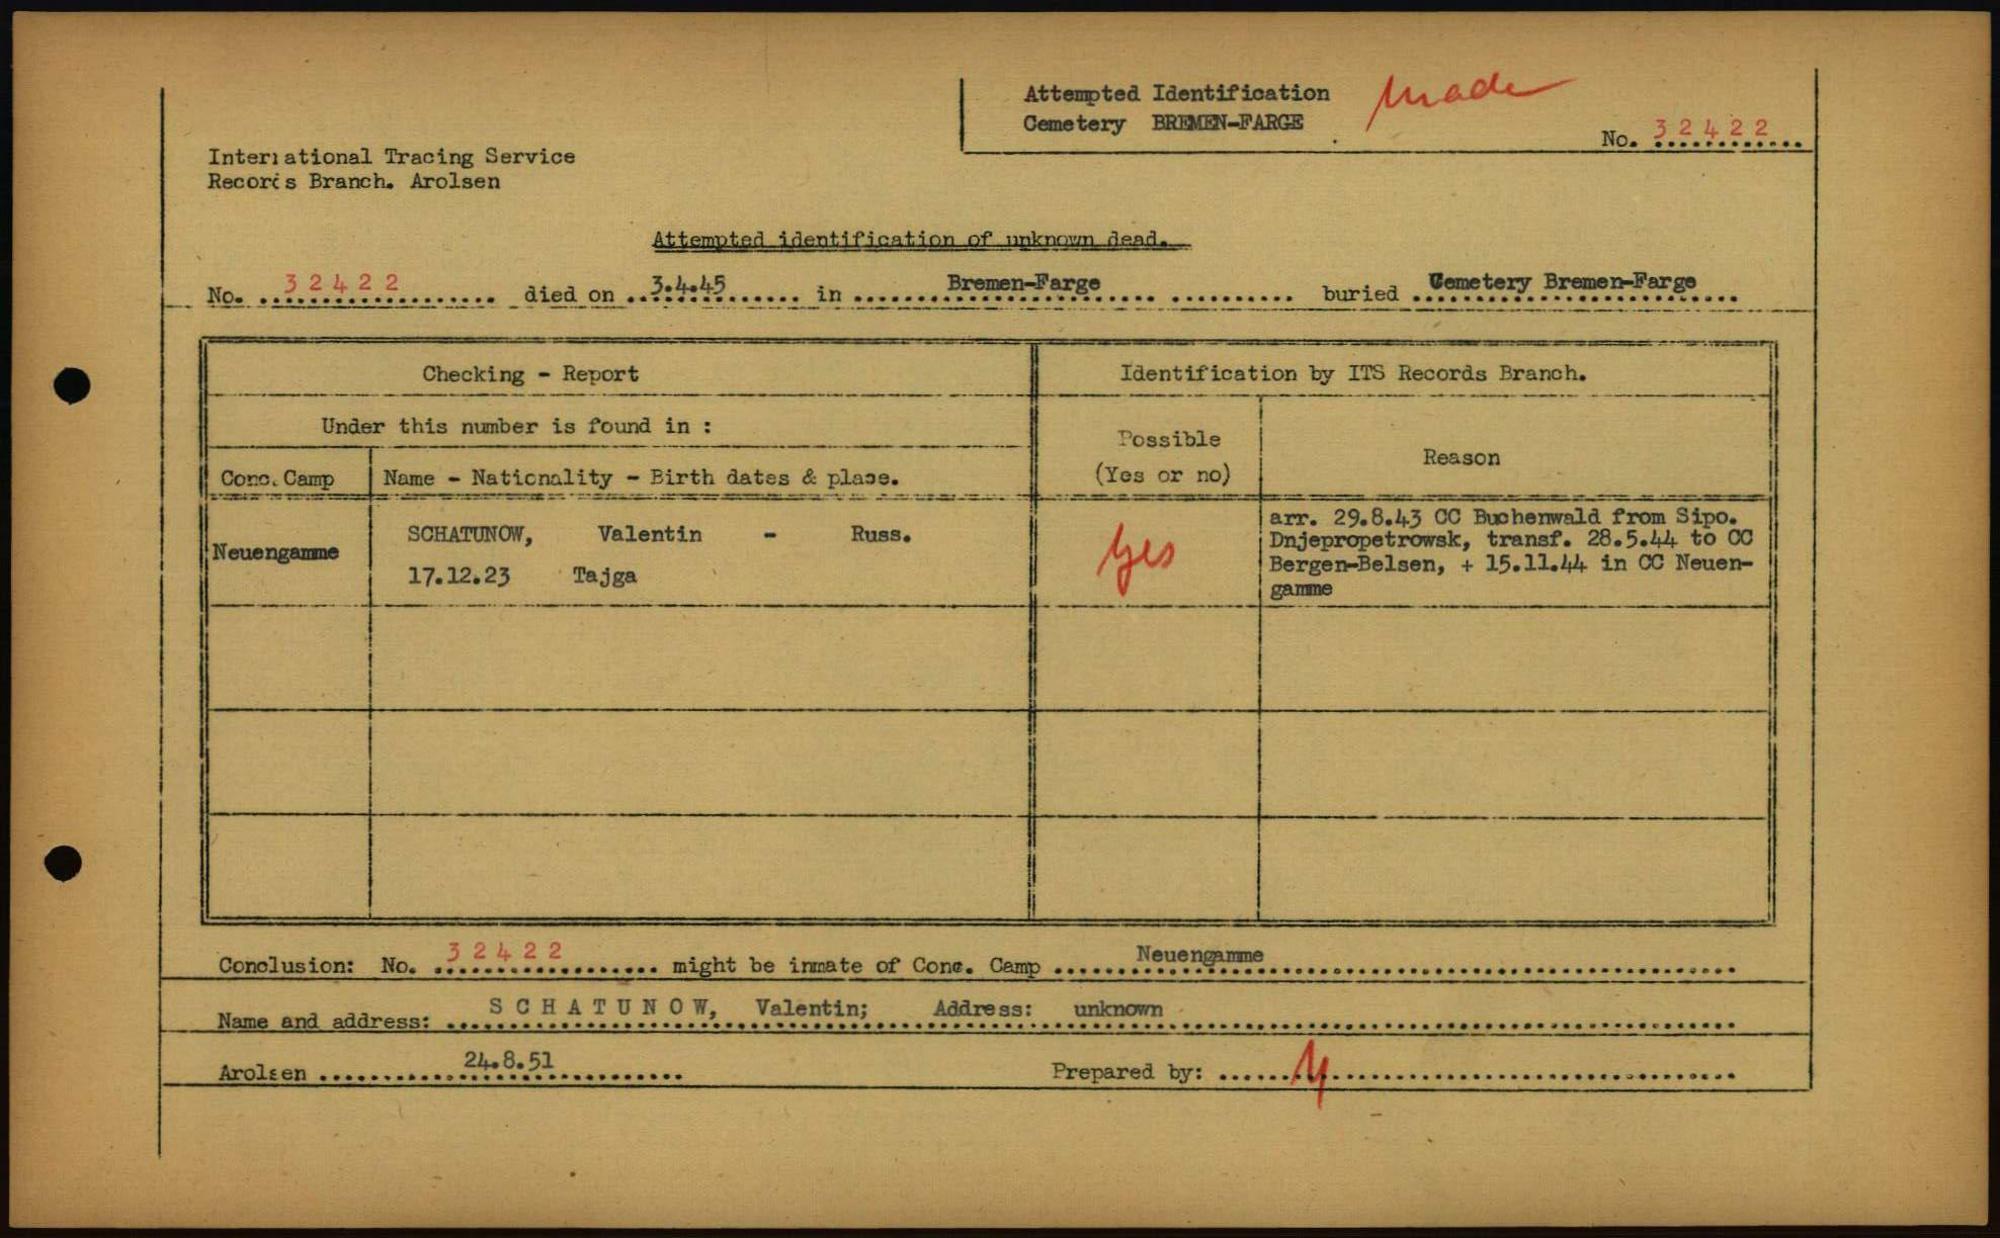 Attempted Identification made
Cemetery BREMEN-FARGE
No. 32422
International Tracing Service
Records Branch. Arolsen
Attempted identification of unknown dead.
No. 32422 died on 3.4.45 in Bremen-Farge buried Cemetery Bremen-Farge
Checking - Report
Identification by ITS Records Branch.
Under this number is found in :
Possible
(Yes or no)
Reason
Conc. Camp
Name - Nationality - Birth dates & place.
Neuengamme
SCHATUNOW, Valentin - Russ.
17.12.23 Tajga
yes
arr. 29.8.43 CC Buchenwald from Sipo.
Dnjepropetrowsk, transf. 28.5.44 to CC
Bergen-Belsen, + 15.11.44 in CC Neuen-
gamme
Conclusion: No. 32422 might be inmate of Conc. Camp Neuengamme
Name and address: SCHATUNOW, Valentin; Address: unknown
Arolsen 24.8.51 Prepared by: